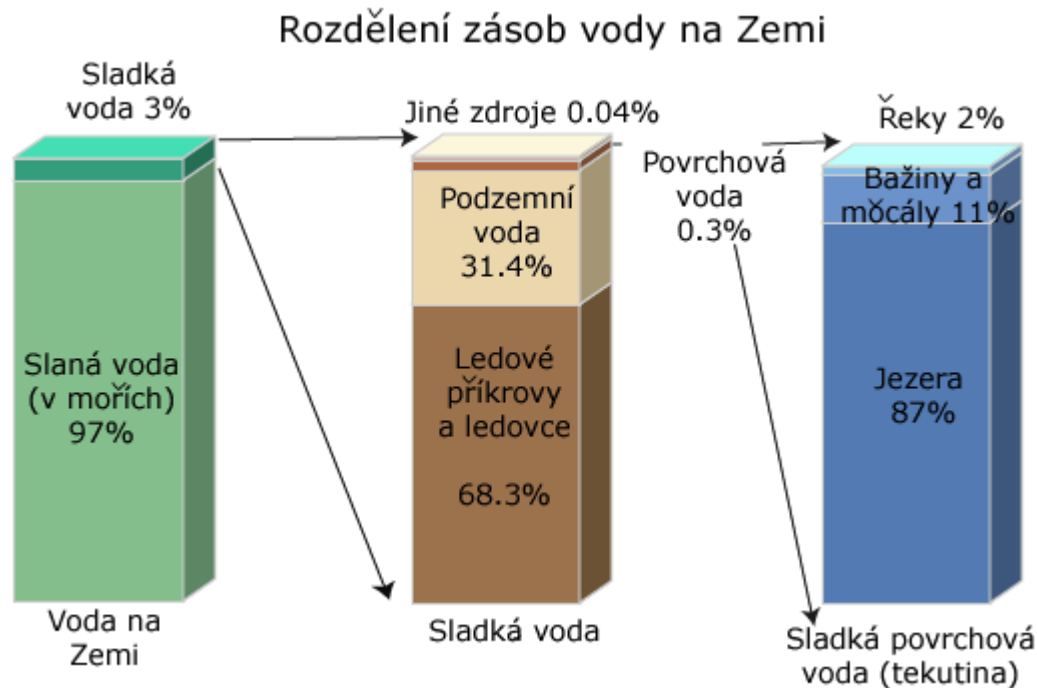 Rozdělení zásob vody na Zemi
Sladká
voda 3%
Slaná voda
(v mořích)
97%
Voda na
Zemi
Jiné zdroje 0.04%
Podzemní
voda
31.4%
Ledové
příkrovy
a ledovce
68.3%
Sladká voda
Povrchová
voda
0.3%
Řeky 2%
Bažiny a
močály 11%
Jezera
87%
Sladká povrchová
voda (tekutina)